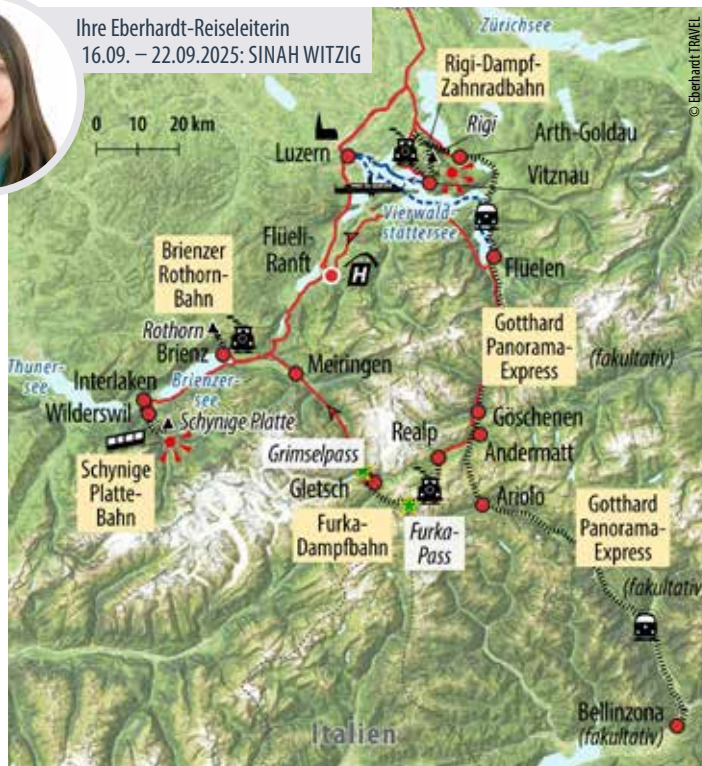 Ihre Eberhardt-Reiseleiterin
16.09. – 22.09.2025: SINAH WITZIG
© Eberhardt TRAVEL
Zürichsee
Rigi-Dampf-
Zahnradbahn
0 10 20 km
Rigi
Arth-Goldau
Luzern
Vitznau
Vierwald-
stättersee
Flüeli-
Ranft
H
Flüelen
Brienzer
Rothorn-
Bahn
Gotthard
Panorama-
Express
(fakultativ)
Rothorn
Brienz
Meiringen
Thuner-
see
Interlaken
Brienzer-
see
Wilderswil
Schynige Platte
Göschenen
Realp
Andermatt
Grimselpass
Schynige
Platte-
Bahn
Gletsch
Ariolo
Furka-
Dampfbahn
Furka-
Pass
Gotthard
Panorama-
Express
(fakultativ
Bellinzona
(fakultativ)
Italien